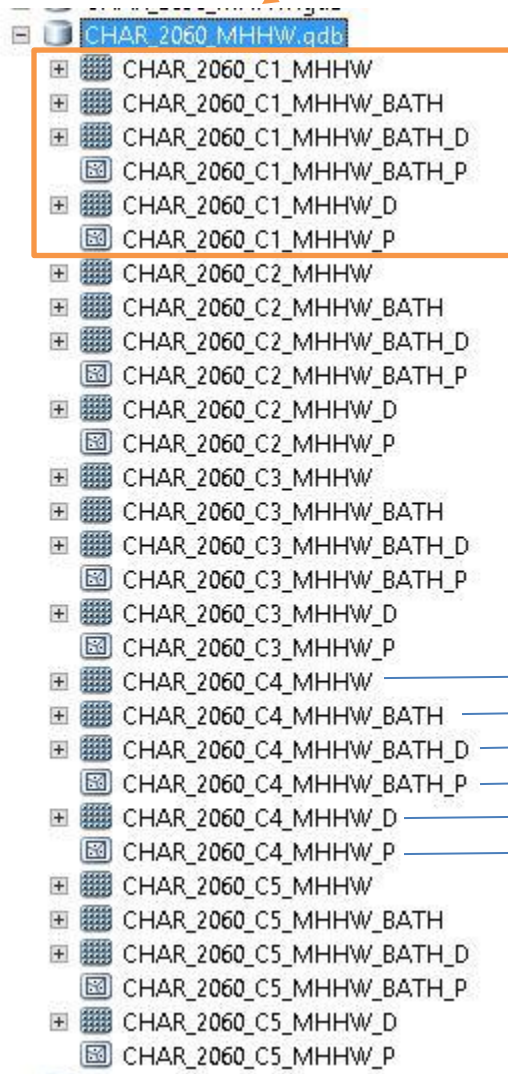 CHAR_2060_MHHW.gdb
CHAR_2060_C1_MHHW
CHAR_2060_C1_MHHW_BATH
CHAR_2060_C1_MHHW_BATH_D
CHAR_2060_C1_MHHW_BATH_P
CHAR_2060_C1_MHHW_D
CHAR_2060_C1_MHHW_P
CHAR_2060_C2_MHHW
CHAR_2060_C2_MHHW_BATH
CHAR_2060_C2_MHHW_BATH_D
CHAR_2060_C2_MHHW_BATH_P
CHAR_2060_C2_MHHW_D
CHAR_2060_C2_MHHW_P
CHAR_2060_C3_MHHW
CHAR_2060_C3_MHHW_BATH
CHAR_2060_C3_MHHW_BATH_D
CHAR_2060_C3_MHHW_BATH_P
CHAR_2060_C3_MHHW_D
CHAR_2060_C3_MHHW_P
CHAR_2060_C4_MHHW
CHAR_2060_C4_MHHW_BATH
CHAR_2060_C4_MHHW_BATH_D
CHAR_2060_C4_MHHW_BATH_P
CHAR_2060_C4_MHHW_D
CHAR_2060_C4_MHHW_P
CHAR_2060_C5_MHHW
CHAR_2060_C5_MHHW_BATH
CHAR_2060_C5_MHHW_BATH_D
CHAR_2060_C5_MHHW_BATH_P
CHAR_2060_C5_MHHW_D
CHAR_2060_C5_MHHW_P